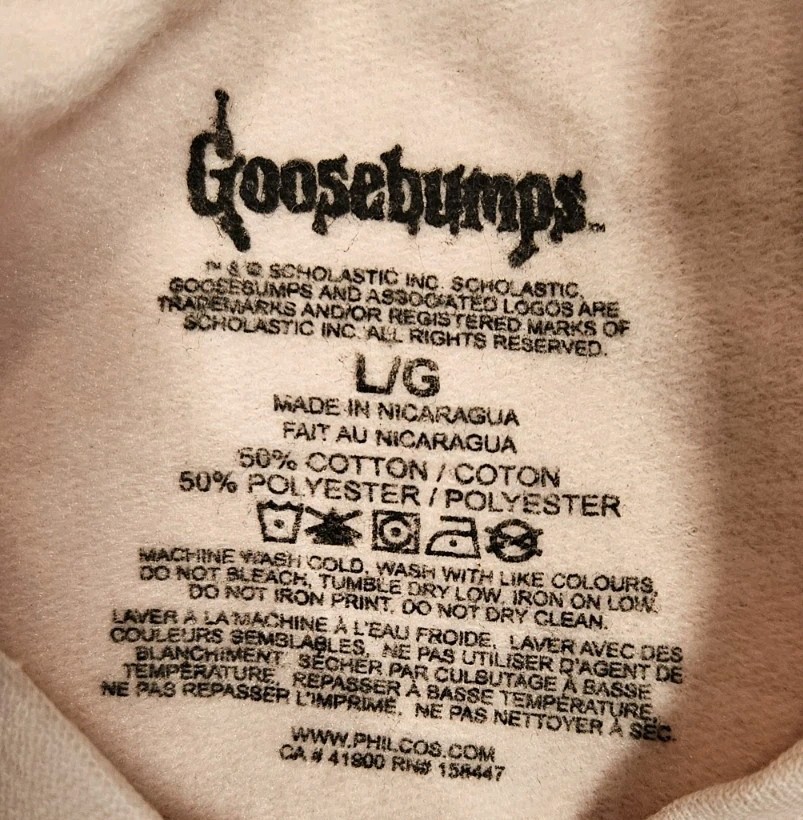 Goosebumps™
™ & © SCHOLASTIC INC. SCHOLASTIC,
GOOSEBUMPS AND ASSOCIATED LOGOS ARE
TRADEMARKS AND/OR REGISTERED MARKS OF
SCHOLASTIC INC. ALL RIGHTS RESERVED.
L/G
MADE IN NICARAGUA
FAIT AU NICARAGUA
50% COTTON / COTON
50% POLYESTER / POLYESTER
MACHINE WASH COLD, WASH WITH LIKE COLOURS,
DO NOT BLEACH, TUMBLE DRY LOW, IRON ON LOW.
DO NOT IRON PRINT, DO NOT DRY CLEAN.
LAVER À LA MACHINE À L'EAU FROIDE, LAVER AVEC DES
COULEURS SEMBLABLES, NE PAS UTILISER D'AGENT DE
BLANCHIMENT, SÉCHER PAR CULBUTAGE À BASSE
TEMPÉRATURE, REPASSER À BASSE TEMPÉRATURE,
NE PAS REPASSER L'IMPRIMÉ, NE PAS NETTOYER À SEC.
WWW.PHILCOS.COM
CA # 41900 RN# 158447